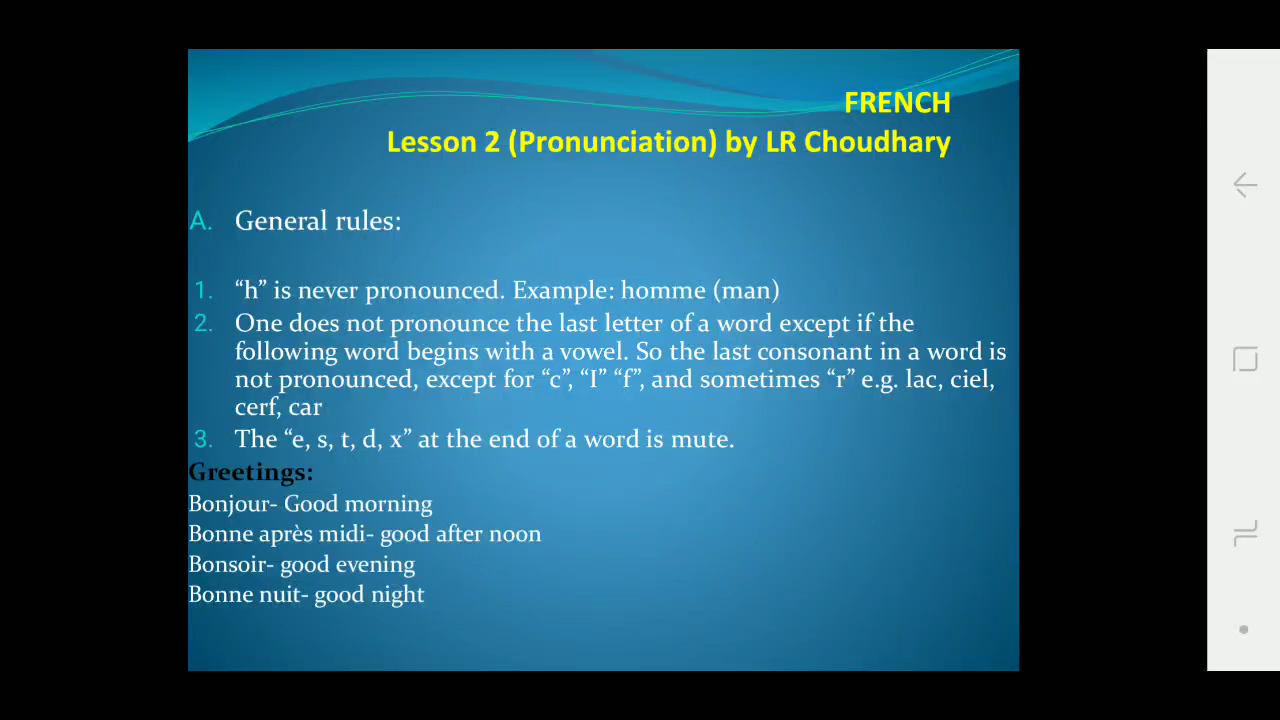 FRENCH
Lesson 2 (Pronunciation) by LR Choudhary
A. General rules:
1. “h” is never pronounced. Example: homme (man)
2. One does not pronounce the last letter of a word except if the
following word begins with a vowel. So the last consonant in a word is
not pronounced, except for “c”, “I” “f”, and sometimes “r” e.g. lac, ciel,
cerf, car
3. The “e, s, t, d, x” at the end of a word is mute.
Greetings:
Bonjour- Good morning
Bonne après midi- good after noon
Bonsoir- good evening
Bonne nuit- good night